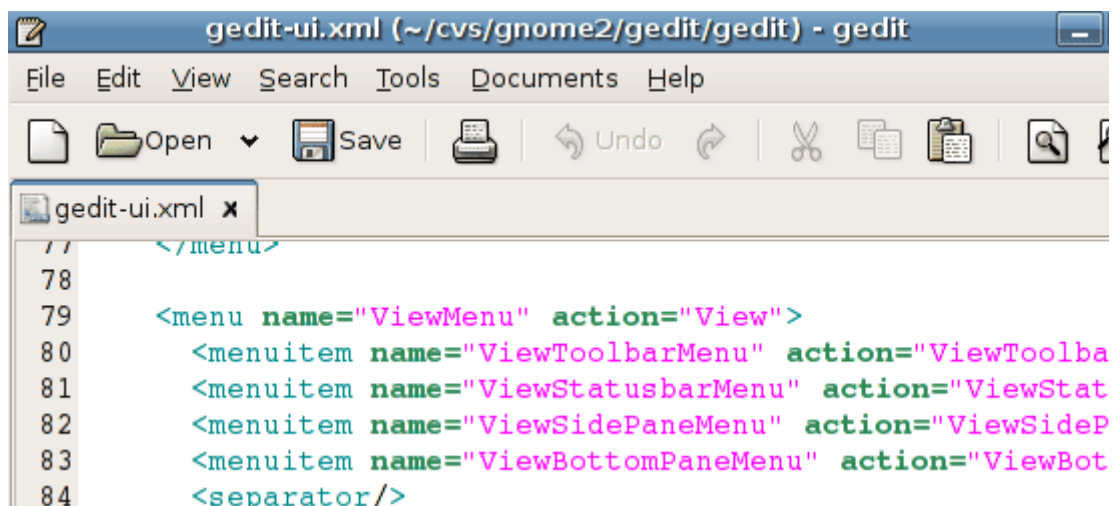 gedit-ui.xml (~/cvs/gnome2/gedit/gedit) - gedit
File Edit View Search Tools Documents Help
Open Save Undo
gedit-ui.xml
77 </menu>
78
79 <menu name="ViewMenu" action="View">
80 <menuitem name="ViewToolbarMenu" action="ViewToolba
81 <menuitem name="ViewStatusbarMenu" action="ViewStat
82 <menuitem name="ViewSidePaneMenu" action="ViewSideP
83 <menuitem name="ViewBottomPaneMenu" action="ViewBot
84 <separator/>